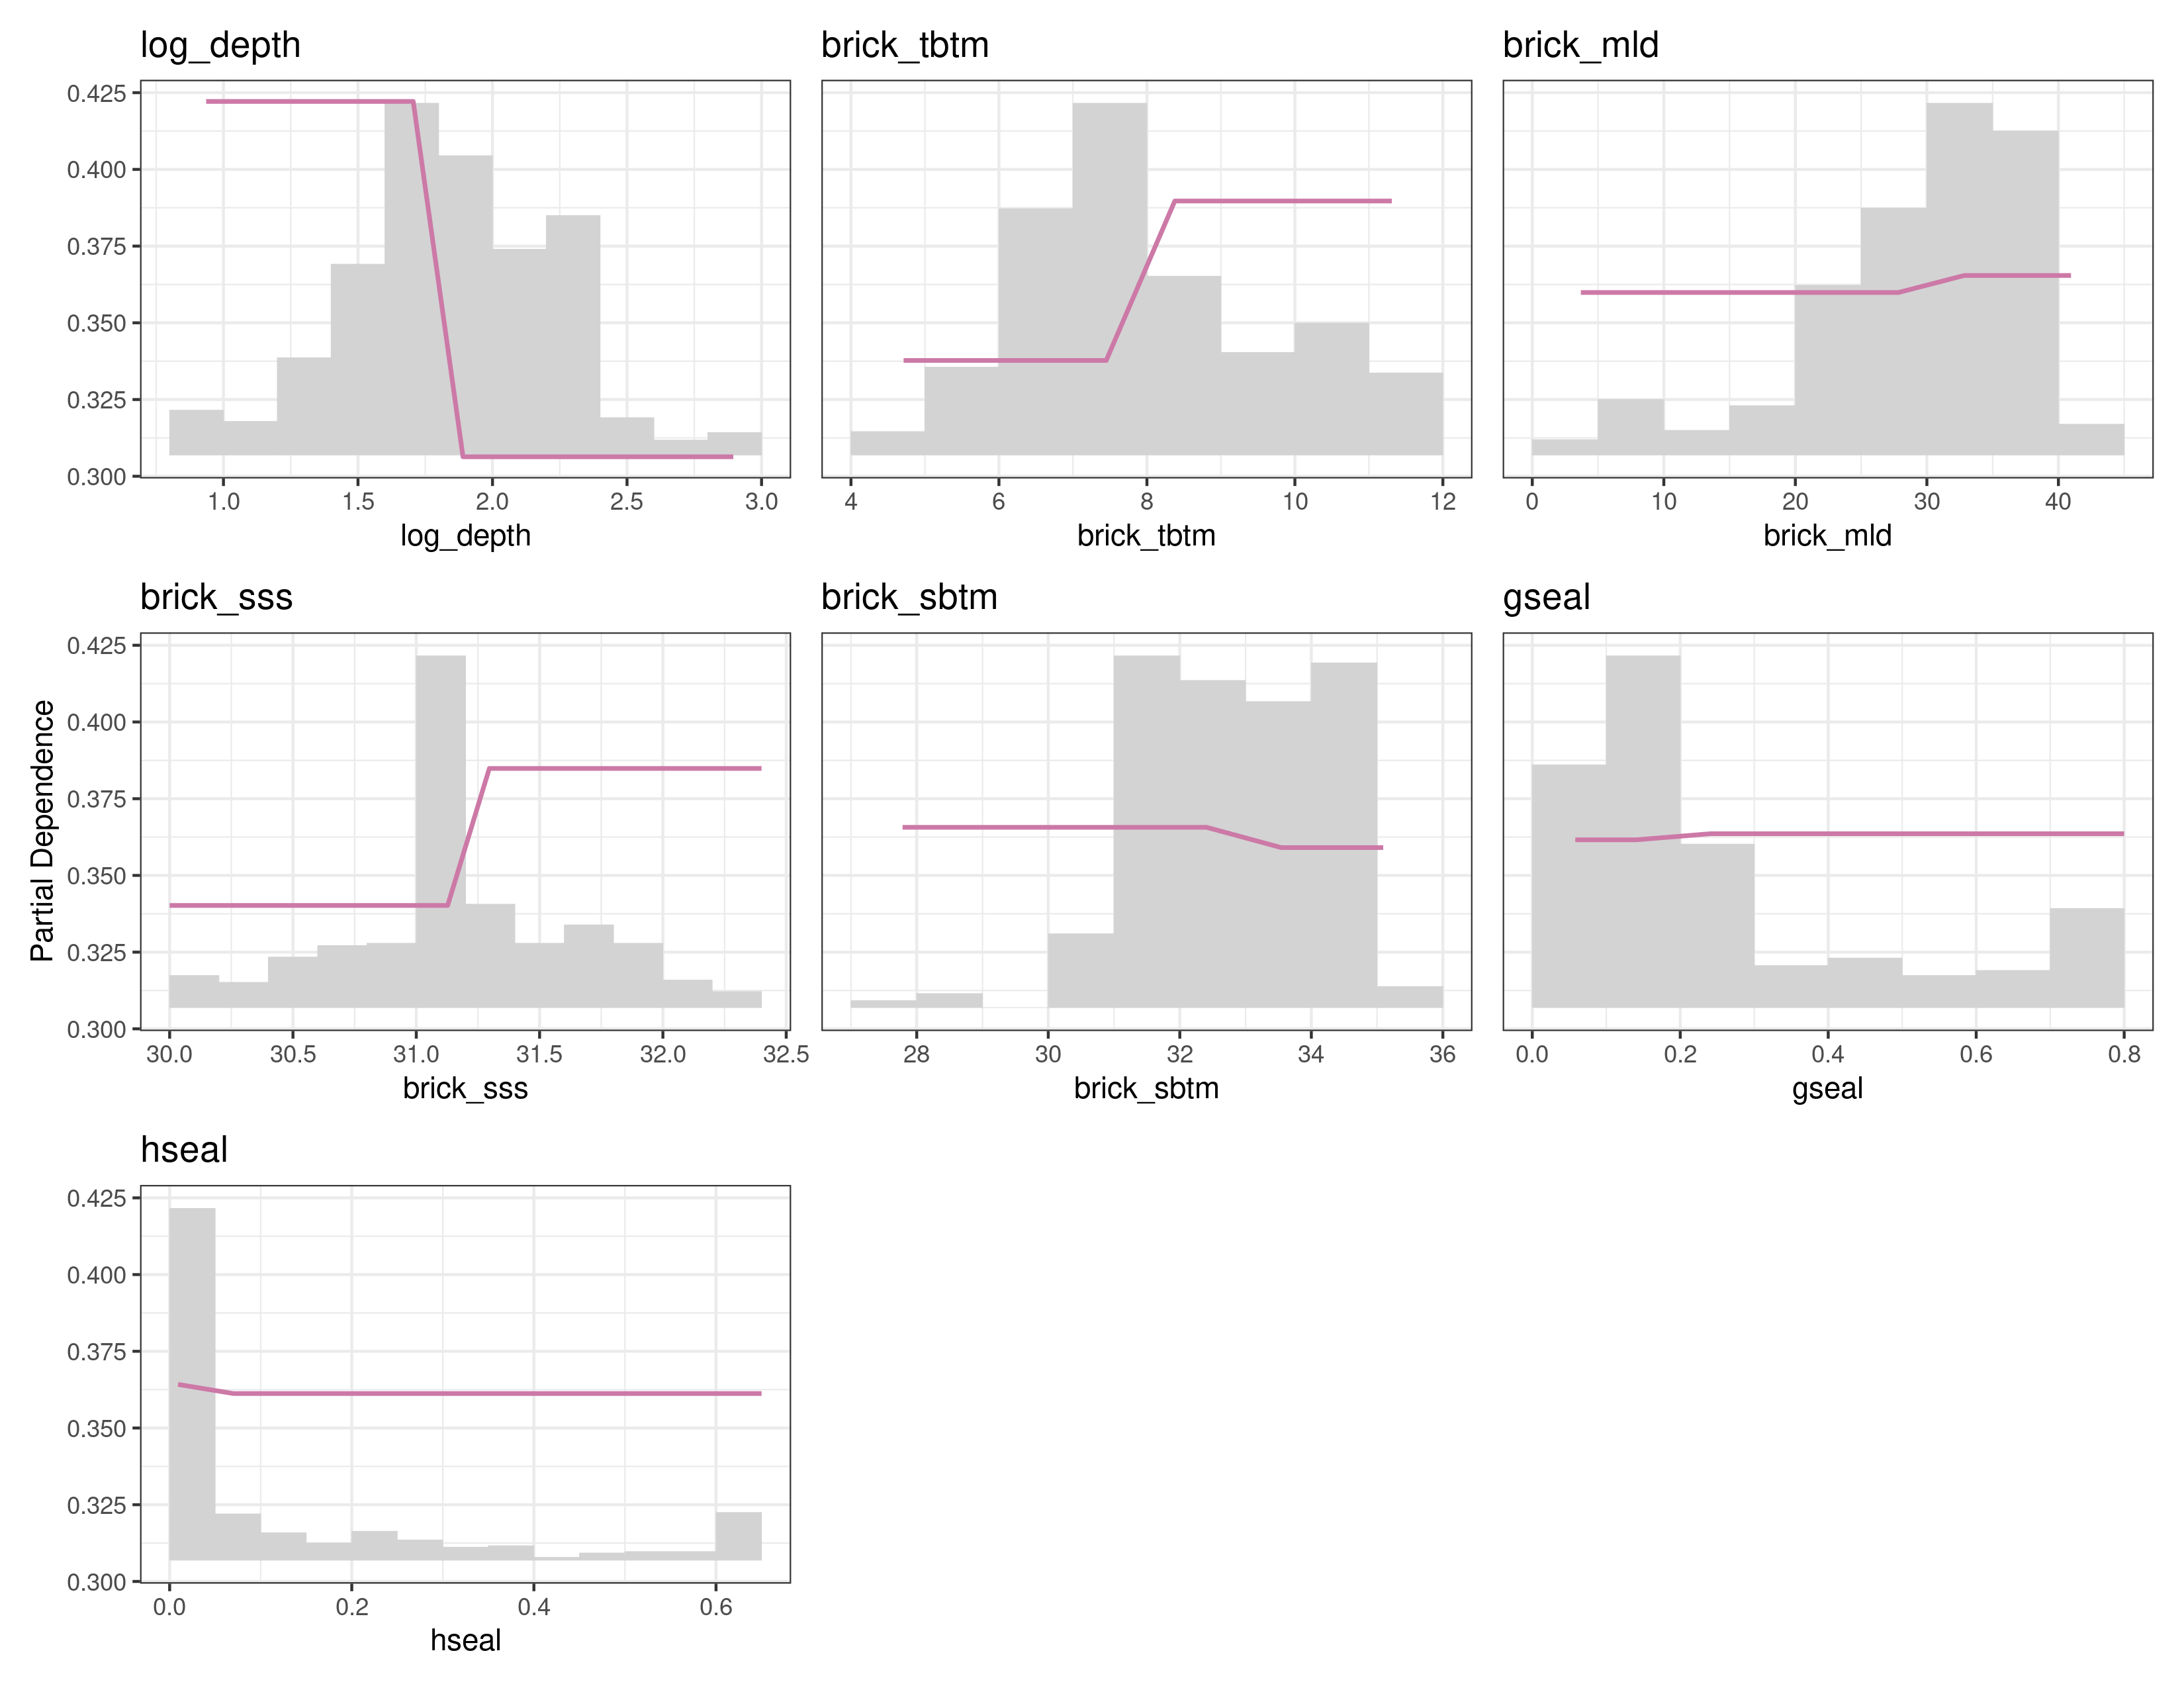 log_depth brick_tbtm brick_mld
0.425
0.400
0.375
0.350
0.325
0.300
1.0 1.5 2.0 2.5 3.0 4 6 8 10 12 0 10 20 30 40
log_depth brick_tbtm brick_mld
brick_sss brick_sbtm gseal
Partial Dependence
0.425
0.400
0.375
0.350
0.325
0.300
30.0 30.5 31.0 31.5 32.0 32.5 28 30 32 34 36 0.0 0.2 0.4 0.6 0.8
brick_sss brick_sbtm gseal
hseal
0.425
0.400
0.375
0.350
0.325
0.300
0.0 0.2 0.4 0.6
hseal